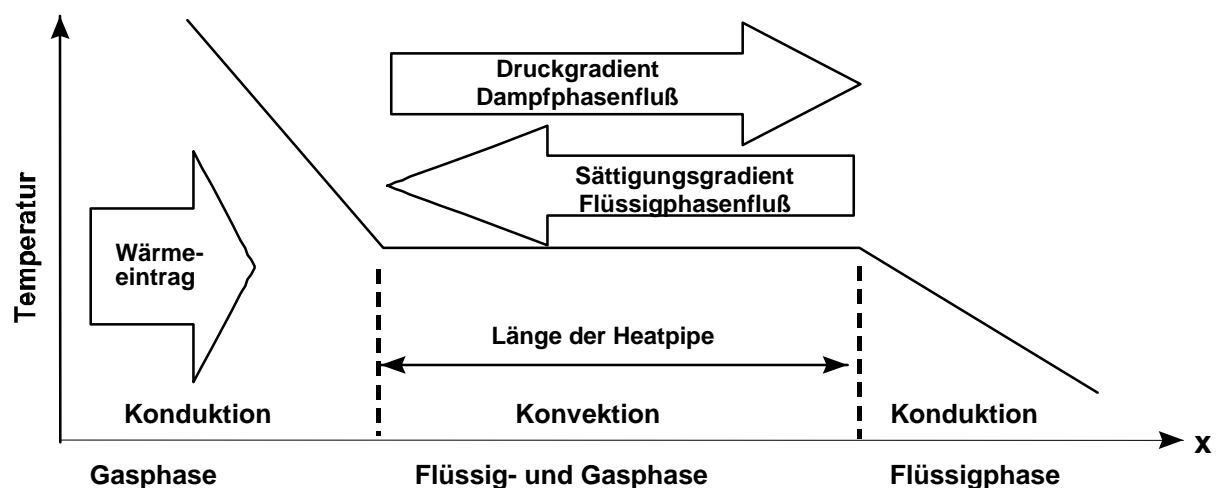 Druckgradient
Dampfphasenfluß
Sättigungsgradient
Flüssigphasenfluß
Wärme-
eintrag
Temperatur
Länge der Heatpipe
Konduktion
Konvektion
Konduktion
x
Gasphase
Flüssig- und Gasphase
Flüssigphase